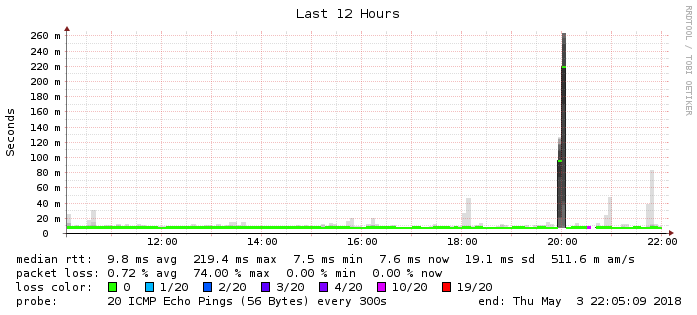 Last 12 Hours
RRDTOOL / TOBI OETIKER
Seconds
260 m
240 m
220 m
200 m
180 m
160 m
140 m
120 m
100 m
80 m
60 m
40 m
20 m
0
12:00 14:00 16:00 18:00 20:00 22:00
median rtt: 9.8 ms avg 219.4 ms max 7.5 ms min 7.6 ms now 19.1 ms sd 511.6 m am/s
packet loss: 0.72 % avg 74.00 % max 0.00 % min 0.00 % now
loss color: 0 1/20 2/20 3/20 4/20 10/20 19/20
probe: 20 ICMP Echo Pings (56 Bytes) every 300s end: Thu May 3 22:05:09 2018